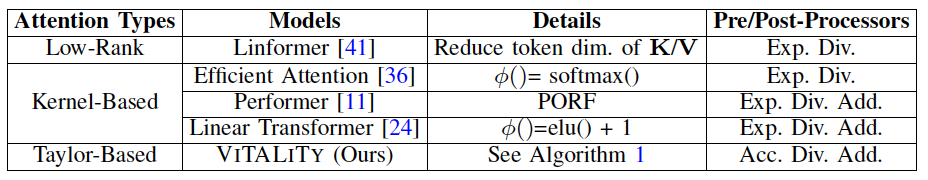 Attention Types Models Details Pre/Post-Processors
Low-Rank Linformer [41] Reduce token dim. of K/V Exp. Div.
Kernel-Based Efficient Attention [36] ϕ()= softmax() Exp. Div.
Performer [11] PORF Exp. Div. Add.
Linear Transformer [24] ϕ()=elu() + 1 Exp. Div. Add.
Taylor-Based VITALITY (Ours) See Algorithm 1 Acc. Div. Add.